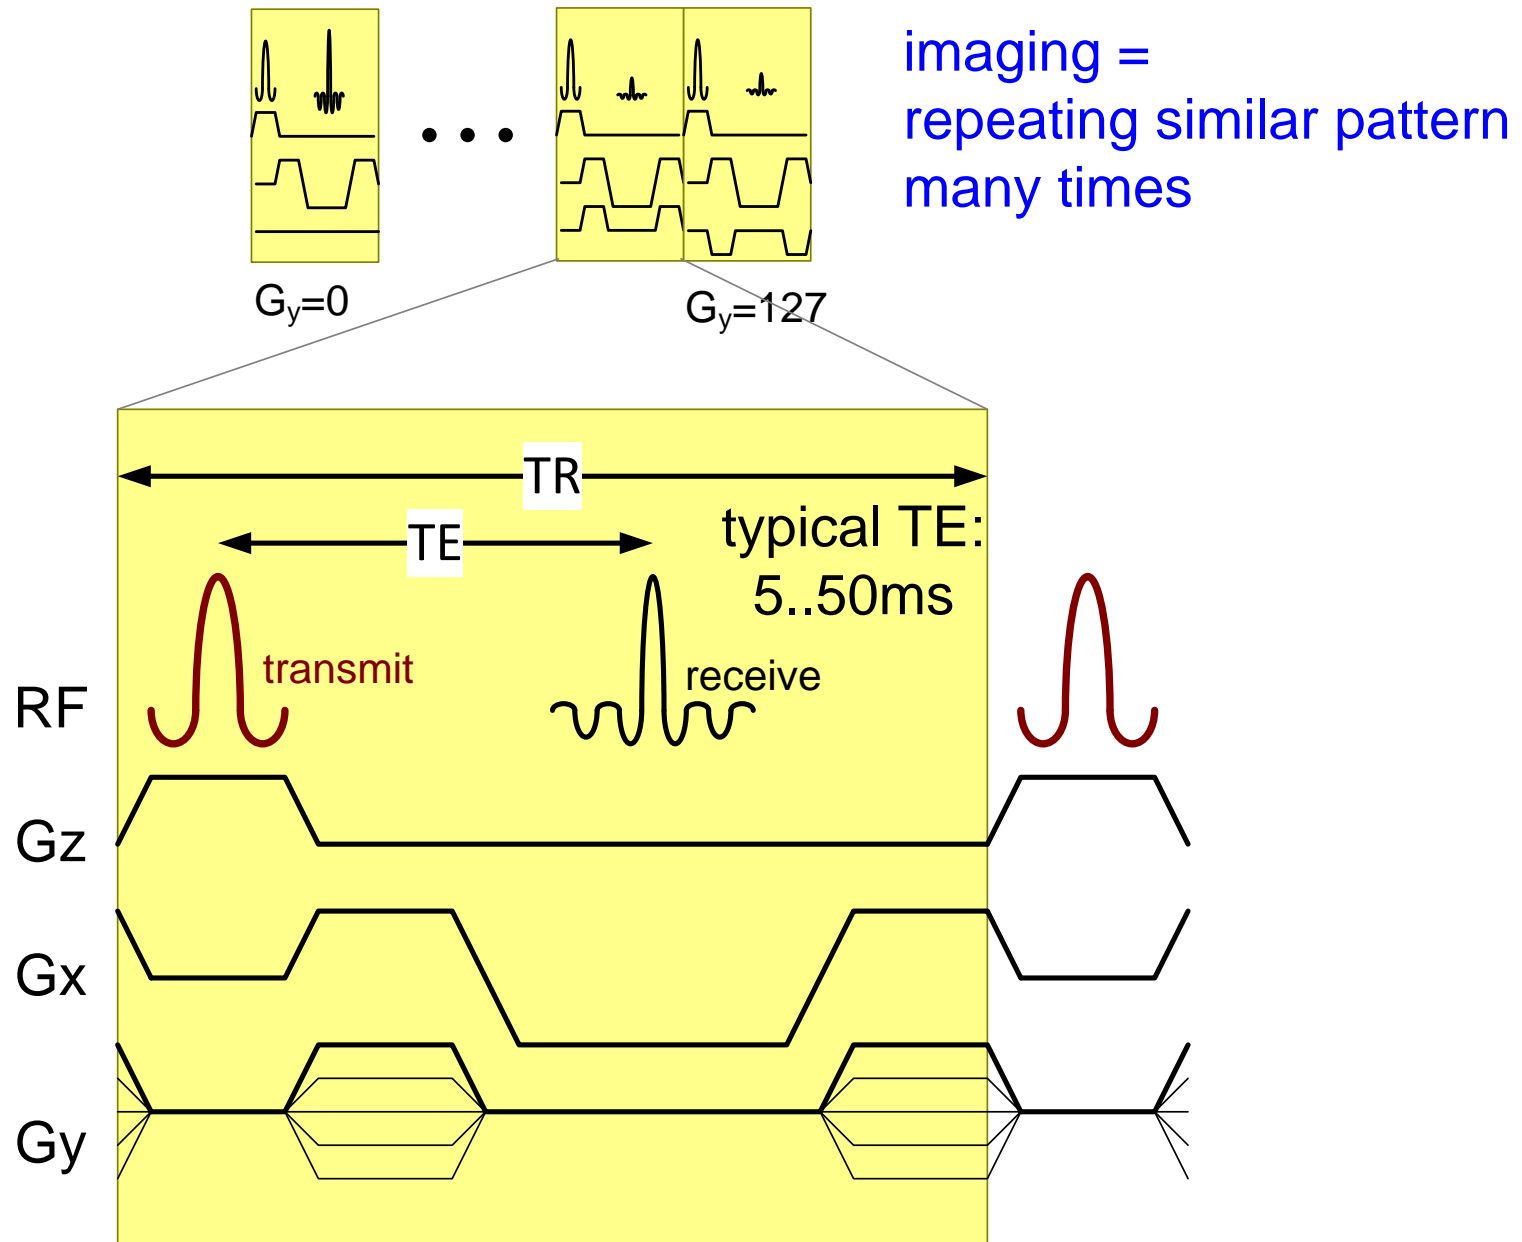 imaging =
repeating similar pattern
many times
Gy=0
Gy=127
TR
TE
typical TE:
5..50ms
transmit
receive
RF
Gz
Gx
Gy